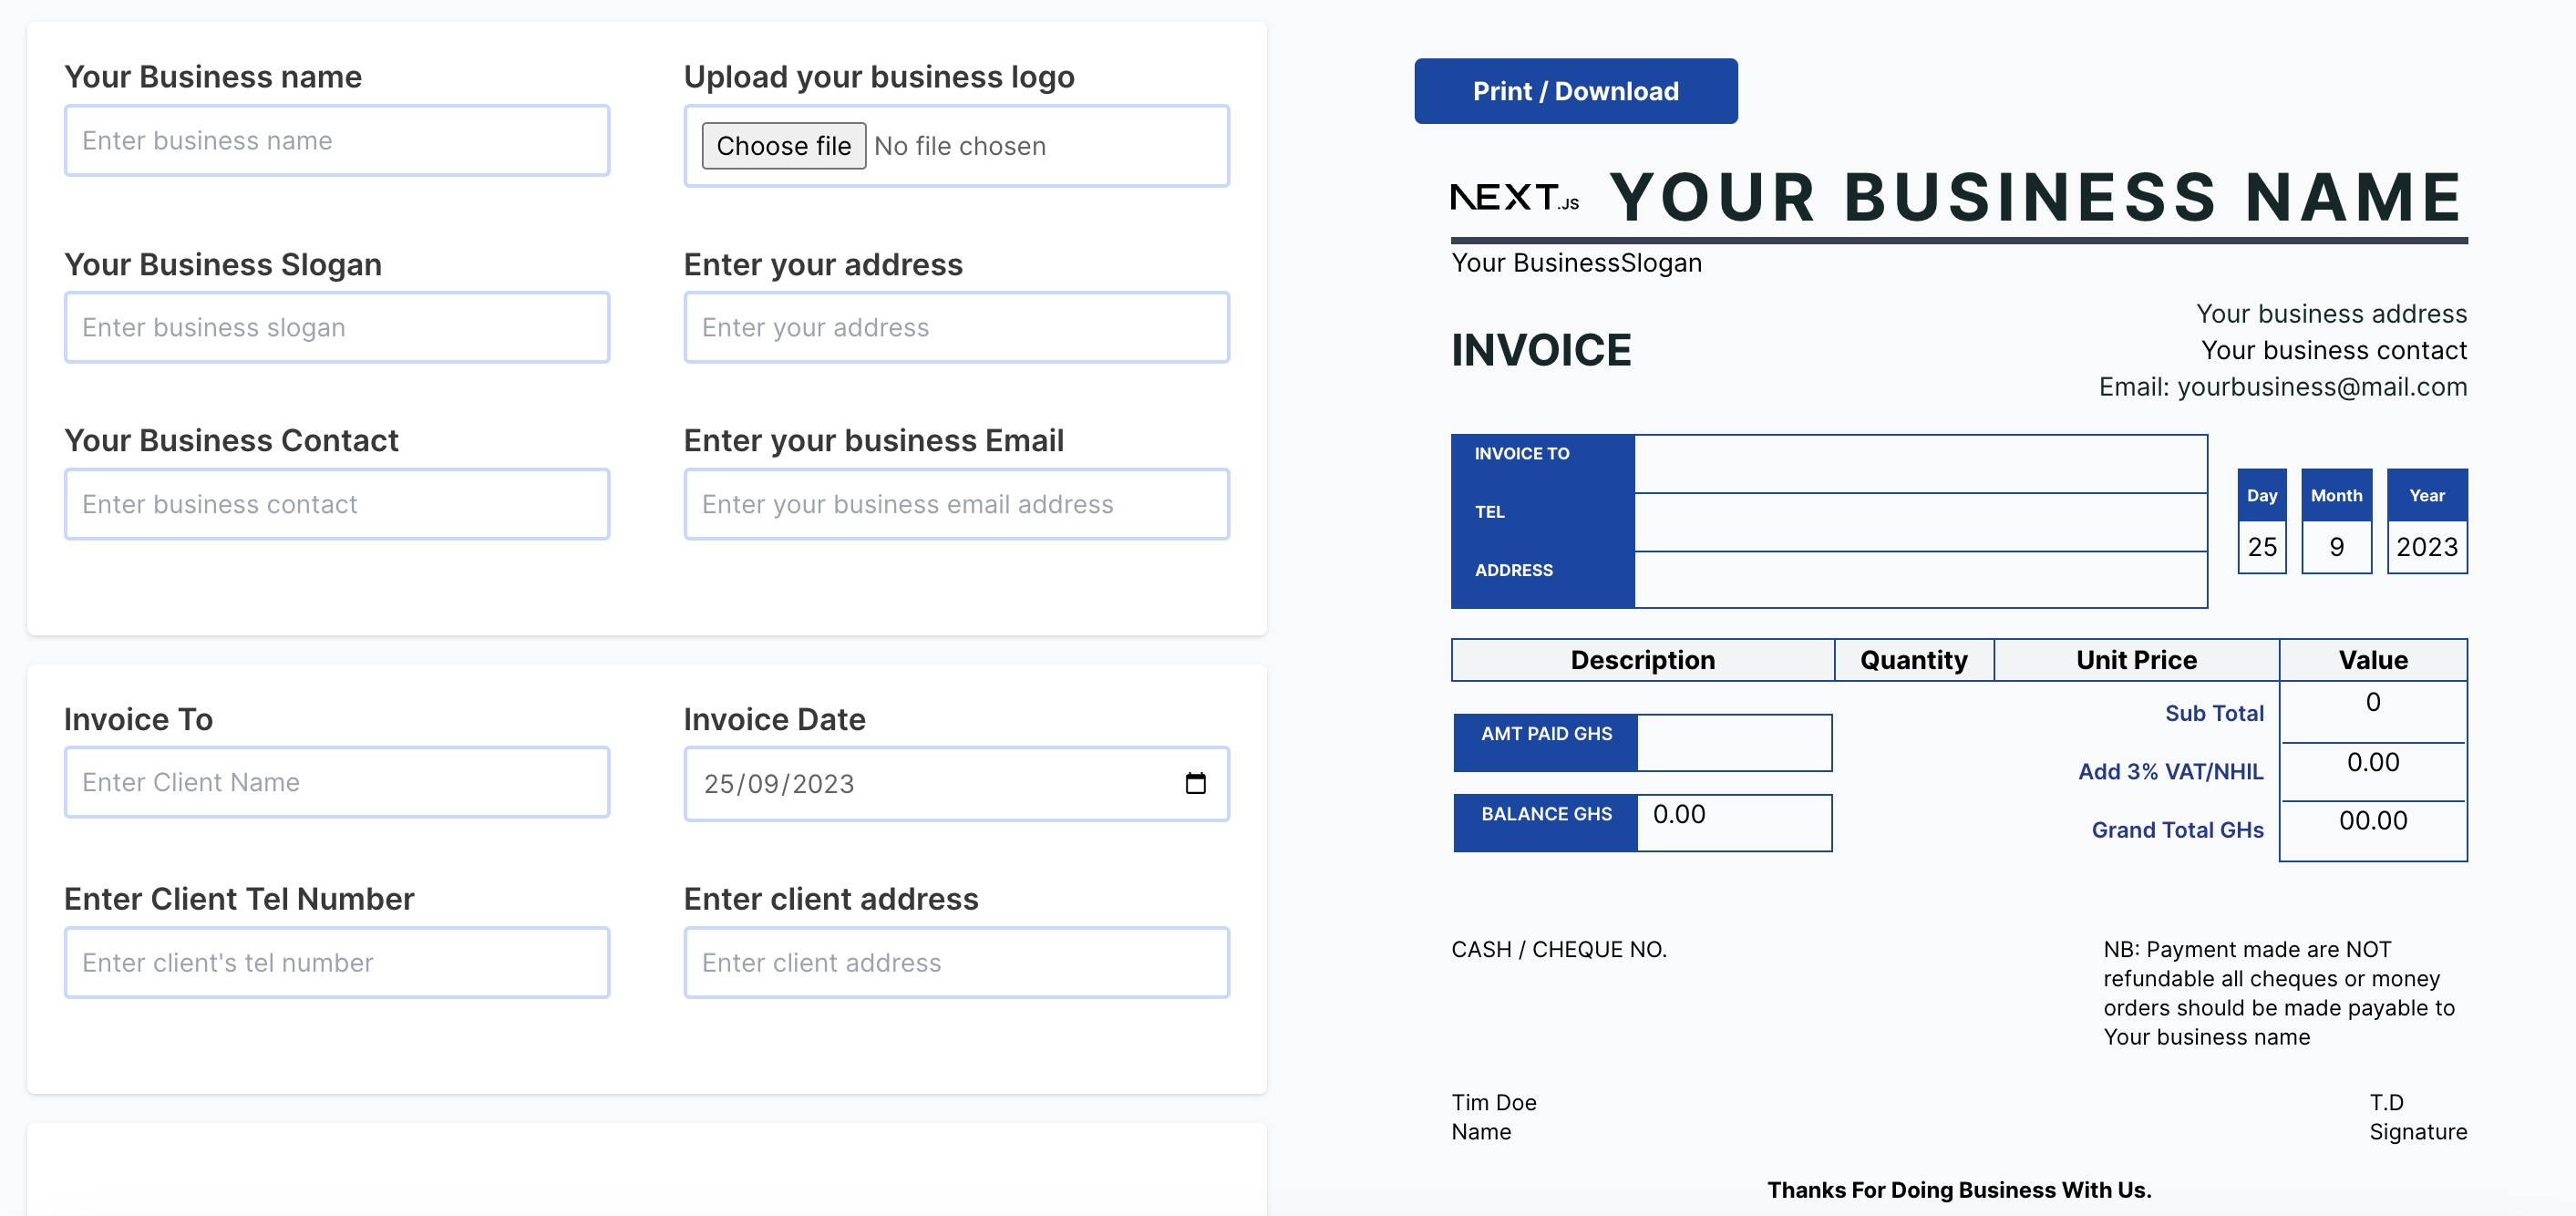 Your Business name
Enter business name
Upload your business logo
Choose file No file chosen
Your Business Slogan
Enter business slogan
Enter your address
Enter your address
Your Business Contact
Enter business contact
Enter your business Email
Enter your business email address
Invoice To
Enter Client Name
Invoice Date
25/09/2023
Enter Client Tel Number
Enter client's tel number
Enter client address
Enter client address
Print / Download
NEXT.JS YOUR BUSINESS NAME
Your BusinessSlogan
INVOICE
Your business address
Your business contact
Email: yourbusiness@mail.com
INVOICE TO
TEL
ADDRESS
Day Month Year
25 9 2023
Description Quantity Unit Price Value
Sub Total 0
AMT PAID GHS
Add 3% VAT/NHIL 0.00
BALANCE GHS 0.00
Grand Total GHs 00.00
CASH / CHEQUE NO.
NB: Payment made are NOT
refundable all cheques or money
orders should be made payable to
Your business name
Tim Doe
Name
T.D
Signature
Thanks For Doing Business With Us.